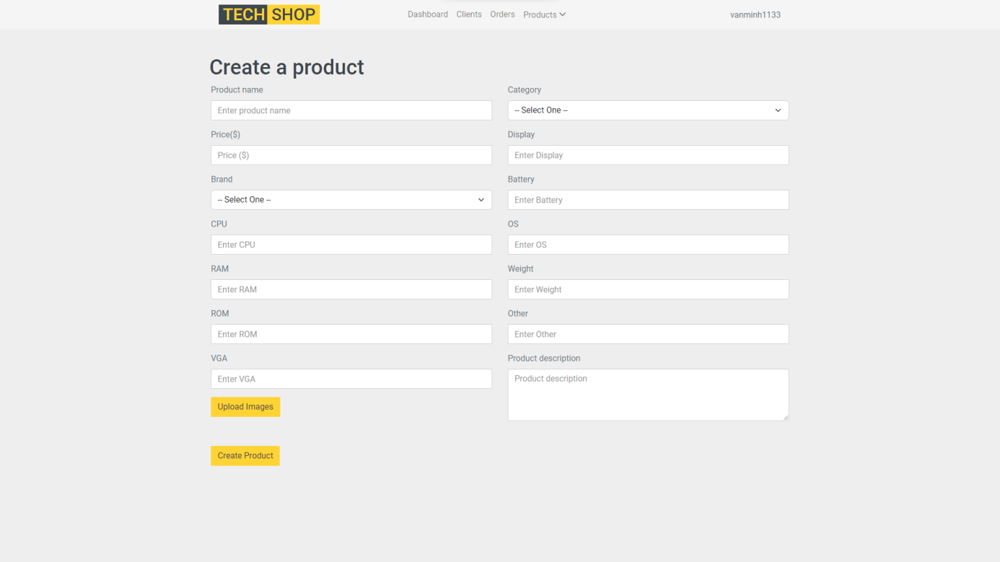 TECH SHOP
Dashboard Clients Orders Products
vanminh1133
Create a product
Product name
Enter product name
Price($)
Price ($)
Brand
-- Select One --
CPU
Enter CPU
RAM
Enter RAM
ROM
Enter ROM
VGA
Enter VGA
Upload Images
Category
-- Select One --
Display
Enter Display
Battery
Enter Battery
OS
Enter OS
Weight
Enter Weight
Other
Enter Other
Product description
Product description
Create Product